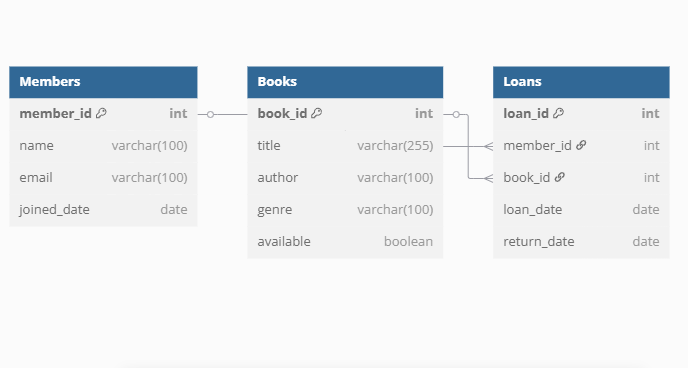 Members
member_id int
name varchar(100)
email varchar(100)
joined_date date
Books
book_id int
title varchar(255)
author varchar(100)
genre varchar(100)
available boolean
Loans
loan_id int
member_id int
book_id int
loan_date date
return_date date